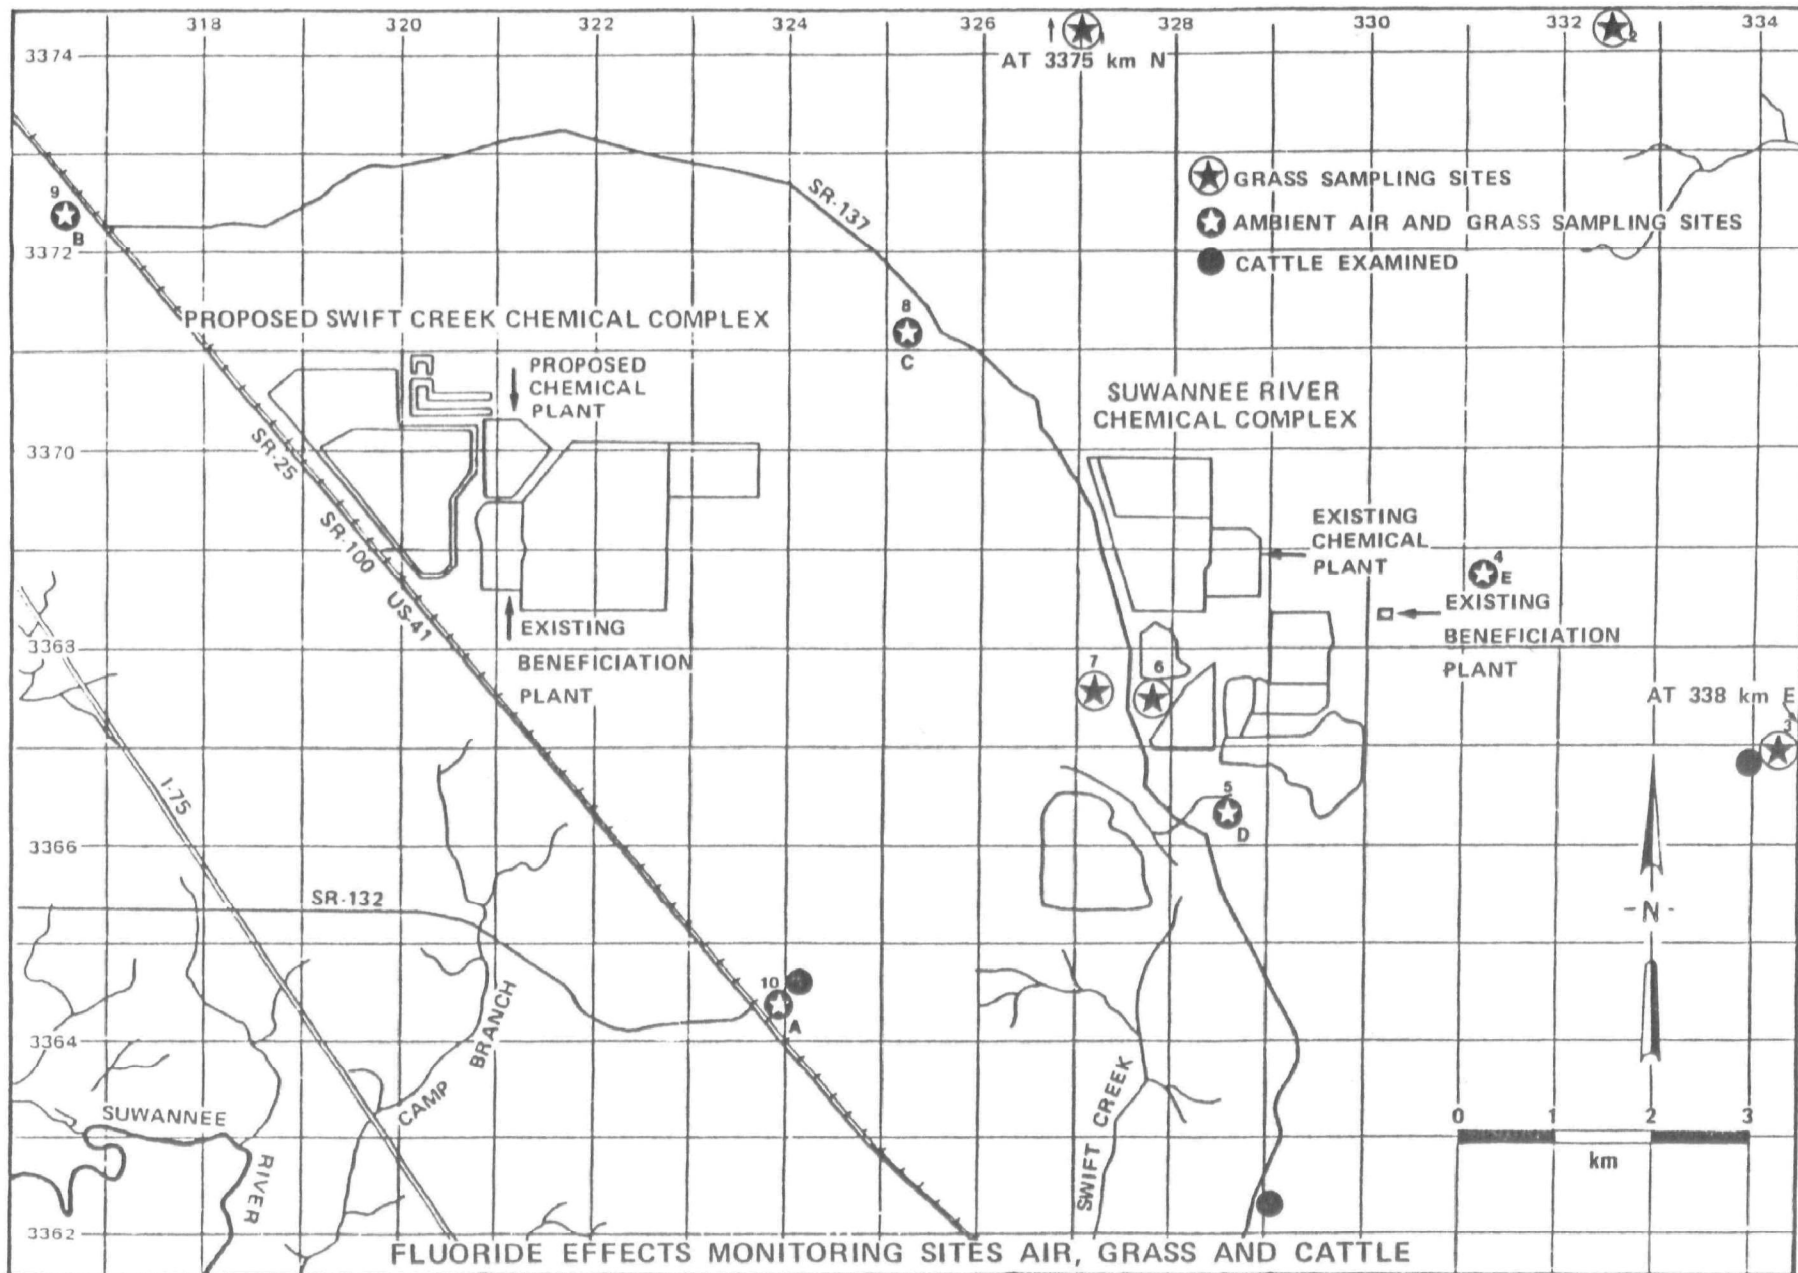 318 320 322 324 326 328 330 332 334
1
2
AT 3375 km N
3374
SR-137
GRASS SAMPLING SITES
AMBIENT AIR AND GRASS SAMPLING SITES
CATTLE EXAMINED
9
B
3372
8
C
PROPOSED SWIFT CREEK CHEMICAL COMPLEX
PROPOSED
CHEMICAL
PLANT
SUWANNEE RIVER
CHEMICAL COMPLEX
3370
SR-25
SR-100
US-41
EXISTING
CHEMICAL
PLANT
4
E
EXISTING
BENEFICIATION
PLANT
EXISTING
BENEFICIATION
PLANT
3368
7
6
AT 338 km E
3
I-75
5
D
3366
SR-132
N
10
A
3364
CAMP BRANCH
SWIFT CREEK
SUWANNEE
RIVER
0 1 2 3
km
3362
FLUORIDE EFFECTS MONITORING SITES AIR, GRASS AND CATTLE